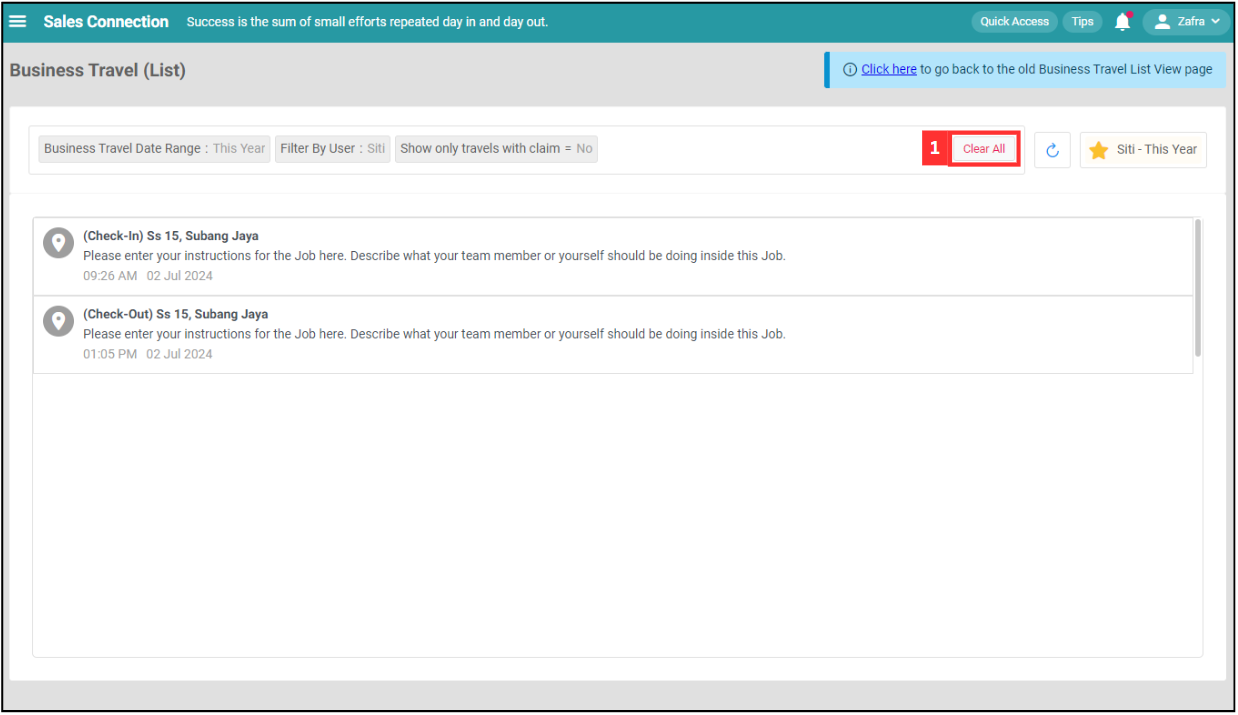 Sales Connection Success is the sum of small efforts repeated day in and day out. Quick Access Tips Zafra
Business Travel (List) Click here to go back to the old Business Travel List View page
Business Travel Date Range : This Year Filter By User : Siti Show only travels with claim = No 1 Clear All Siti - This Year
(Check-In) Ss 15, Subang Jaya
Please enter your instructions for the Job here. Describe what your team member or yourself should be doing inside this Job.
09:26 AM 02 Jul 2024
(Check-Out) Ss 15, Subang Jaya
Please enter your instructions for the Job here. Describe what your team member or yourself should be doing inside this Job.
01:05 PM 02 Jul 2024